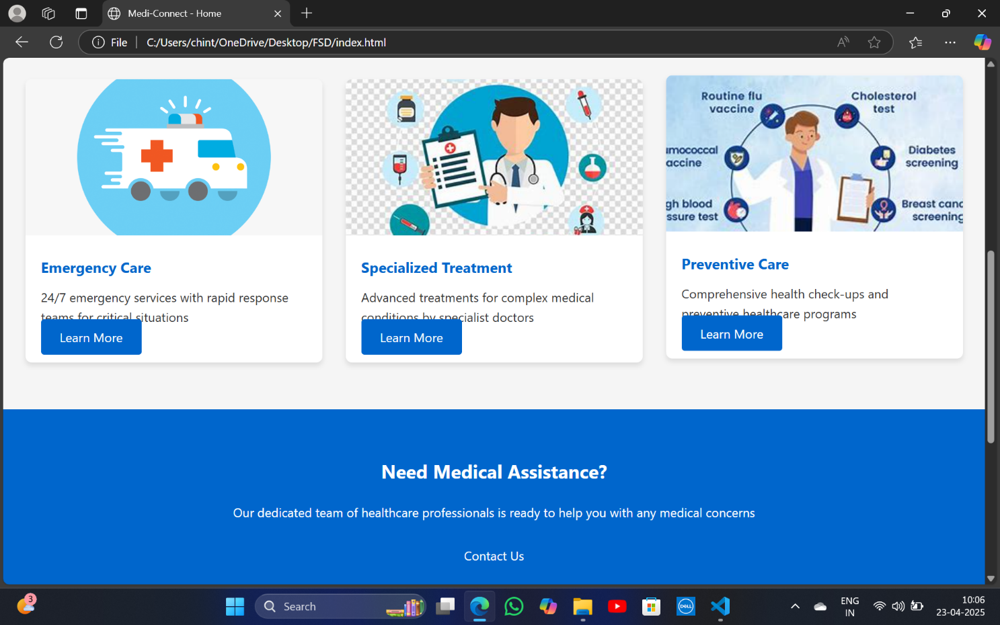 Medi-Connect - Home
File
C:/Users/chint/OneDrive/Desktop/FSD/index.html
Routine flu
vaccine
Cholesterol
test
umococcal
accine
Diabetes
screening
gh blood
ssure test
Breast canc
screening
Emergency Care
24/7 emergency services with rapid response
teams for critical situations
Learn More
Specialized Treatment
Advanced treatments for complex medical
conditions by specialist doctors
Learn More
Preventive Care
Comprehensive health check-ups and
preventive healthcare programs
Learn More
Need Medical Assistance?
Our dedicated team of healthcare professionals is ready to help you with any medical concerns
Contact Us
3
Search
DELL
ENG
IN
10:06
23-04-2025